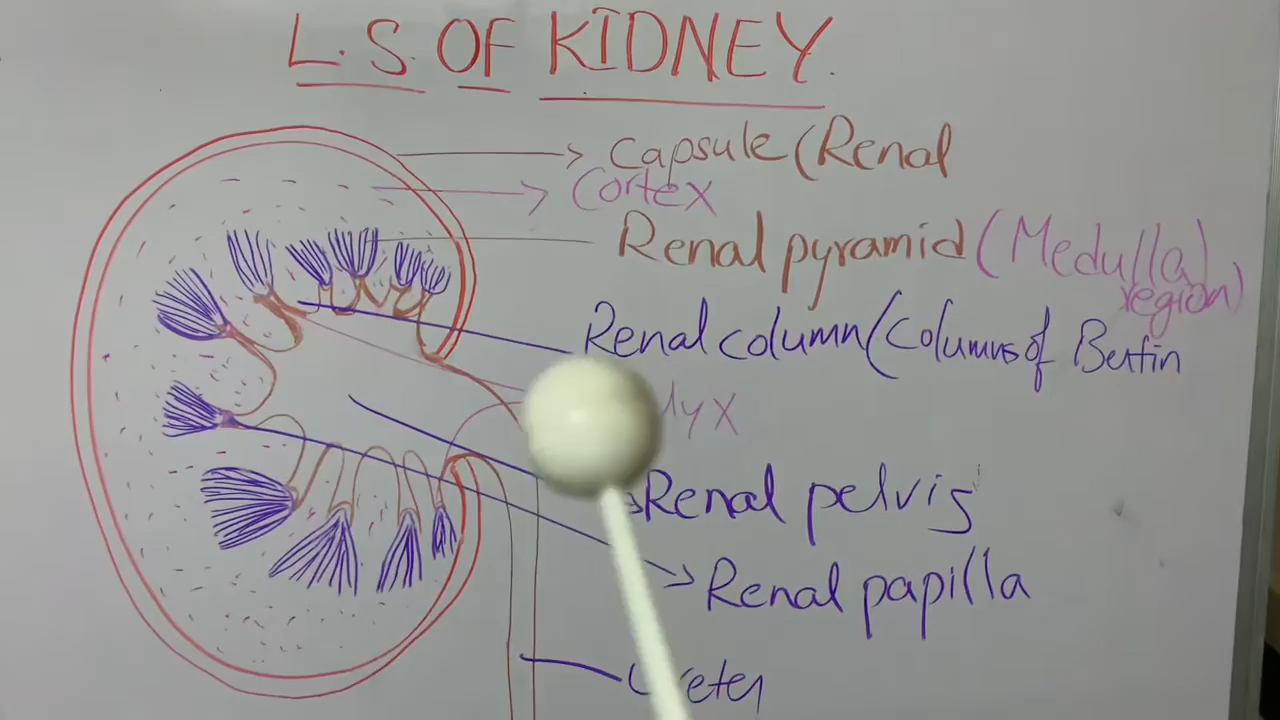 L.S. OF KIDNEY.
Capsule (Renal
Cortex
Renal pyramid (Medulla)
region)
Renal column (Columns of Bertin
Renal pelvis
Renal papilla